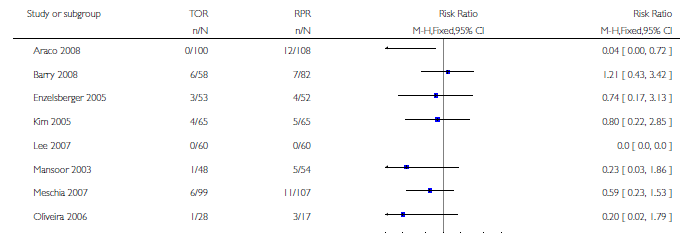 Study or subgroup TOR RPR Risk Ratio Risk Ratio
n/N n/N M-H,Fixed,95% CI M-H,Fixed,95% CI
Araco 2008 0/100 12/108 0.04 [ 0.00, 0.72 ]
Barry 2008 6/58 7/82 1.21 [ 0.43, 3.42 ]
Enzelsberger 2005 3/53 4/52 0.74 [ 0.17, 3.13 ]
Kim 2005 4/65 5/65 0.80 [ 0.22, 2.85 ]
Lee 2007 0/60 0/60 0.0 [ 0.0, 0.0 ]
Mansoor 2003 1/48 5/54 0.23 [ 0.03, 1.86 ]
Meschia 2007 6/99 11/107 0.59 [ 0.23, 1.53 ]
Oliveira 2006 1/28 3/17 0.20 [ 0.02, 1.79 ]